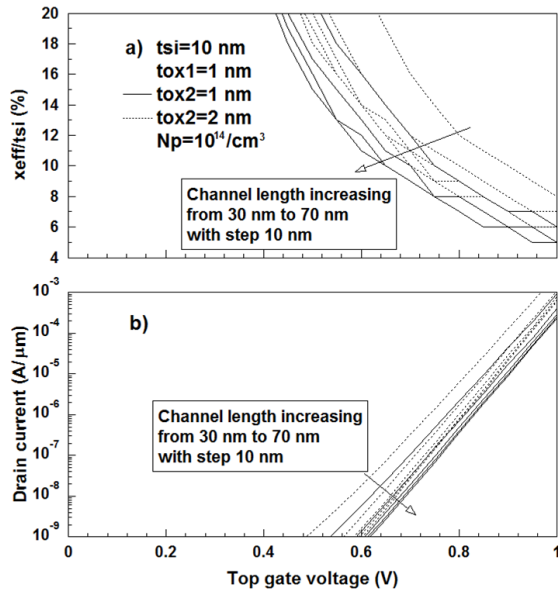 20
18
16
14
12
10
8
6
4
xeff/tsi (%)
a) tsi=10 nm
tox1=1 nm
tox2=1 nm
tox2=2 nm
Np=10^14/cm^3
Channel length increasing
from 30 nm to 70 nm
with step 10 nm
10^-3
10^-4
10^-5
10^-6
10^-7
10^-8
10^-9
Drain current (A/μm)
b)
Channel length increasing
from 30 nm to 70 nm
with step 10 nm
0 0.2 0.4 0.6 0.8 1
Top gate voltage (V)